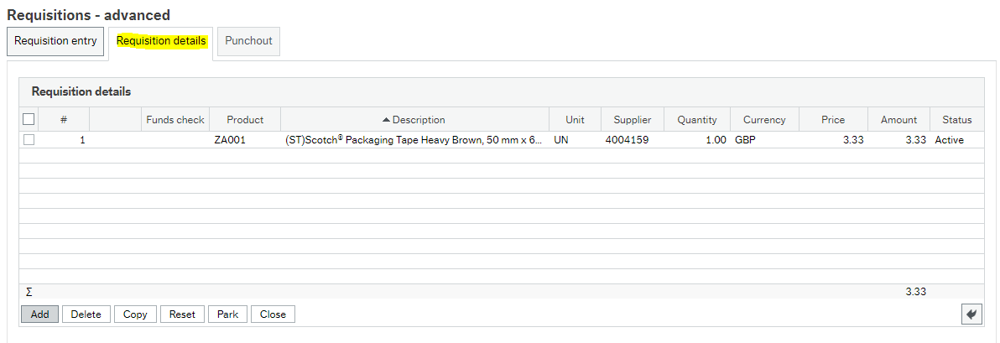 Requisitions - advanced
Requisition entry Requisition details Punchout
Requisition details
# Funds check Product Description Unit Supplier Quantity Currency Price Amount Status
1 ZA001 (ST)Scotch® Packaging Tape Heavy Brown, 50 mm x 6... UN 4004159 1.00 GBP 3.33 3.33 Active
Σ 3.33
Add Delete Copy Reset Park Close